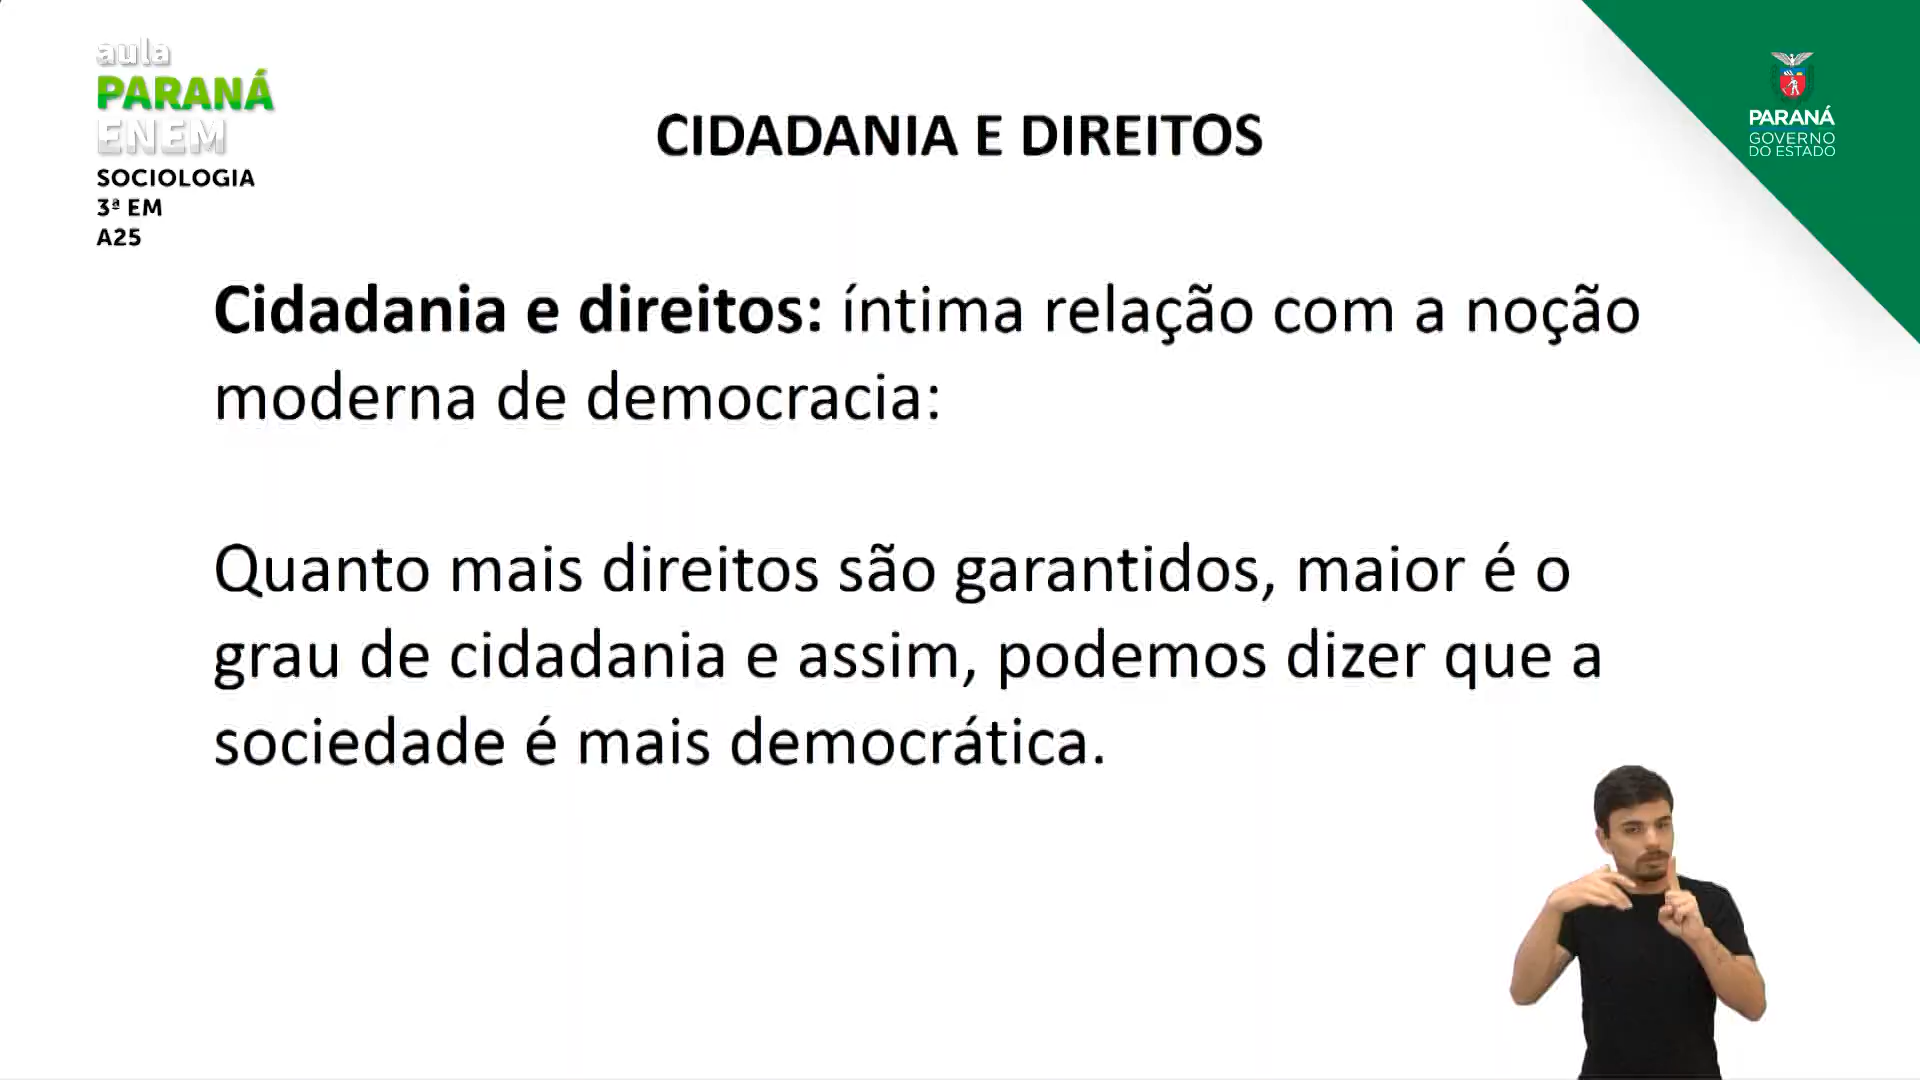 aula
PARANÁ
ENEM
SOCIOLOGIA
3ª EM
A25
CIDADANIA E DIREITOS
PARANÁ
GOVERNO
DO ESTADO
Cidadania e direitos: íntima relação com a noção
moderna de democracia:
Quanto mais direitos são garantidos, maior é o
grau de cidadania e assim, podemos dizer que a
sociedade é mais democrática.